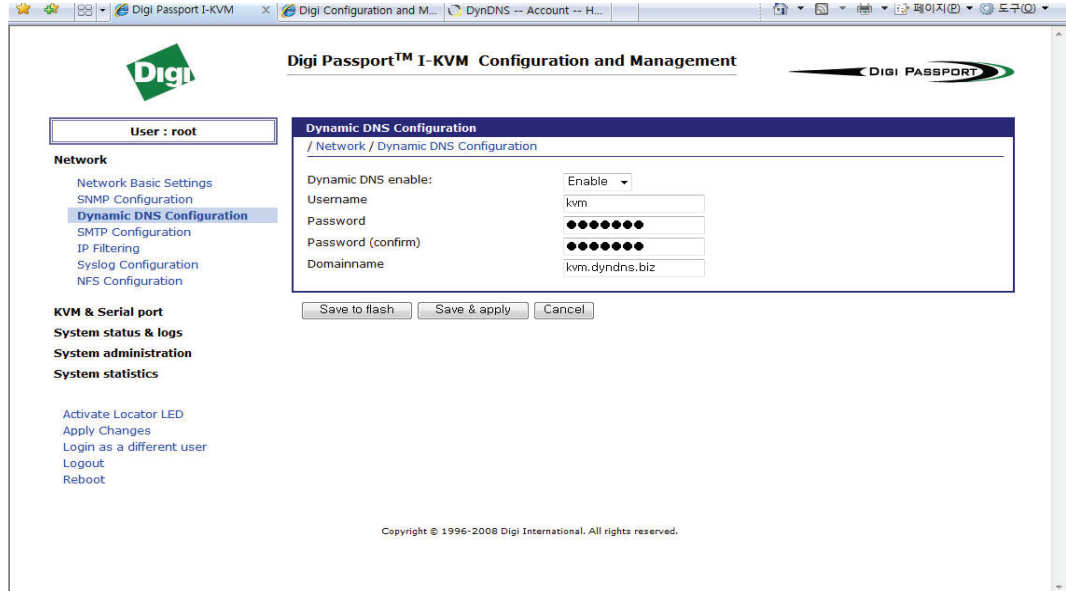 Digi Passport I-KVM
Digi Configuration and M...
DynDNS -- Account -- H...
페이지(P)
도구(O)
Digi
Digi Passport™ I-KVM Configuration and Management
DIGI PASSPORT
User : root
Network
Network Basic Settings
SNMP Configuration
Dynamic DNS Configuration
SMTP Configuration
IP Filtering
Syslog Configuration
NFS Configuration
KVM & Serial port
System status & logs
System administration
System statistics
Activate Locator LED
Apply Changes
Login as a different user
Logout
Reboot
Dynamic DNS Configuration
/ Network / Dynamic DNS Configuration
Dynamic DNS enable: Enable
Username kvm
Password ●●●●●●●
Password (confirm) ●●●●●●●
Domainname kvm.dyndns.biz
Save to flash Save & apply Cancel
Copyright © 1996-2008 Digi International. All rights reserved.